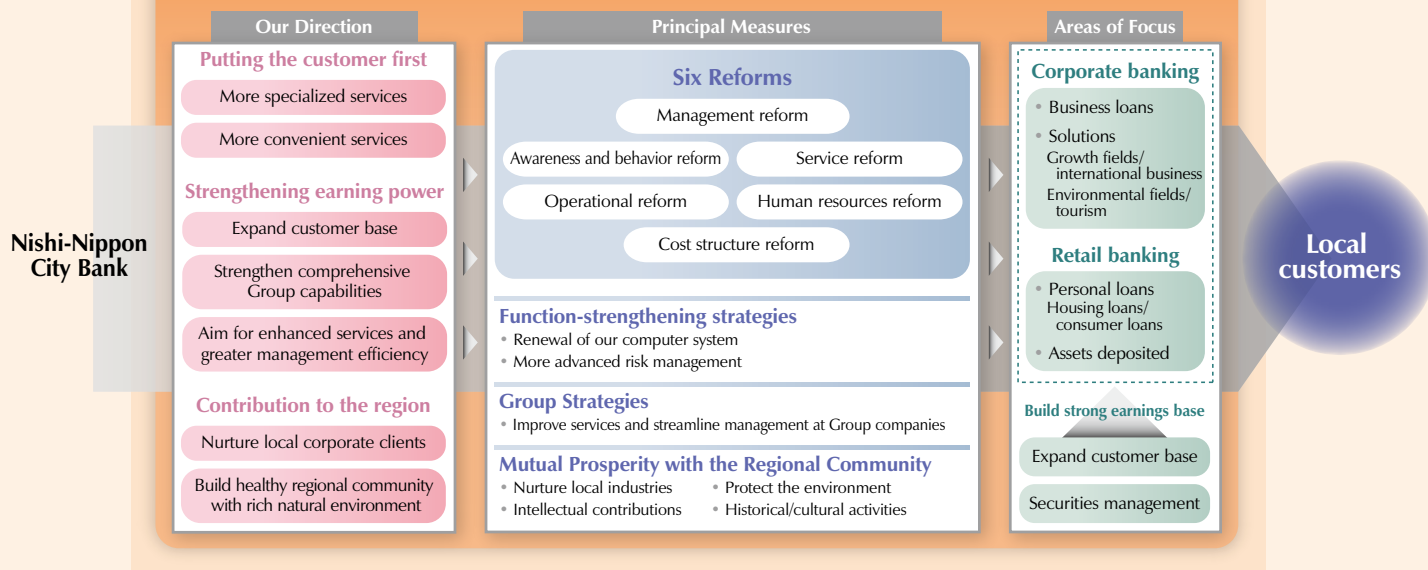 Nishi-Nippon
City Bank
Our Direction
Putting the customer first
More specialized services
More convenient services
Strengthening earning power
Expand customer base
Strengthen comprehensive
Group capabilities
Aim for enhanced services and
greater management efficiency
Contribution to the region
Nurture local corporate clients
Build healthy regional community
with rich natural environment
Principal Measures
Six Reforms
Management reform
Awareness and behavior reform
Service reform
Operational reform
Human resources reform
Cost structure reform
Function-strengthening strategies
• Renewal of our computer system
• More advanced risk management
Group Strategies
• Improve services and streamline management at Group companies
Mutual Prosperity with the Regional Community
• Nurture local industries
• Protect the environment
• Intellectual contributions
• Historical/cultural activities
Areas of Focus
Corporate banking
• Business loans
• Solutions
Growth fields/
international business
Environmental fields/
tourism
Retail banking
• Personal loans
Housing loans/
consumer loans
• Assets deposited
Build strong earnings base
Expand customer base
Securities management
Local
customers